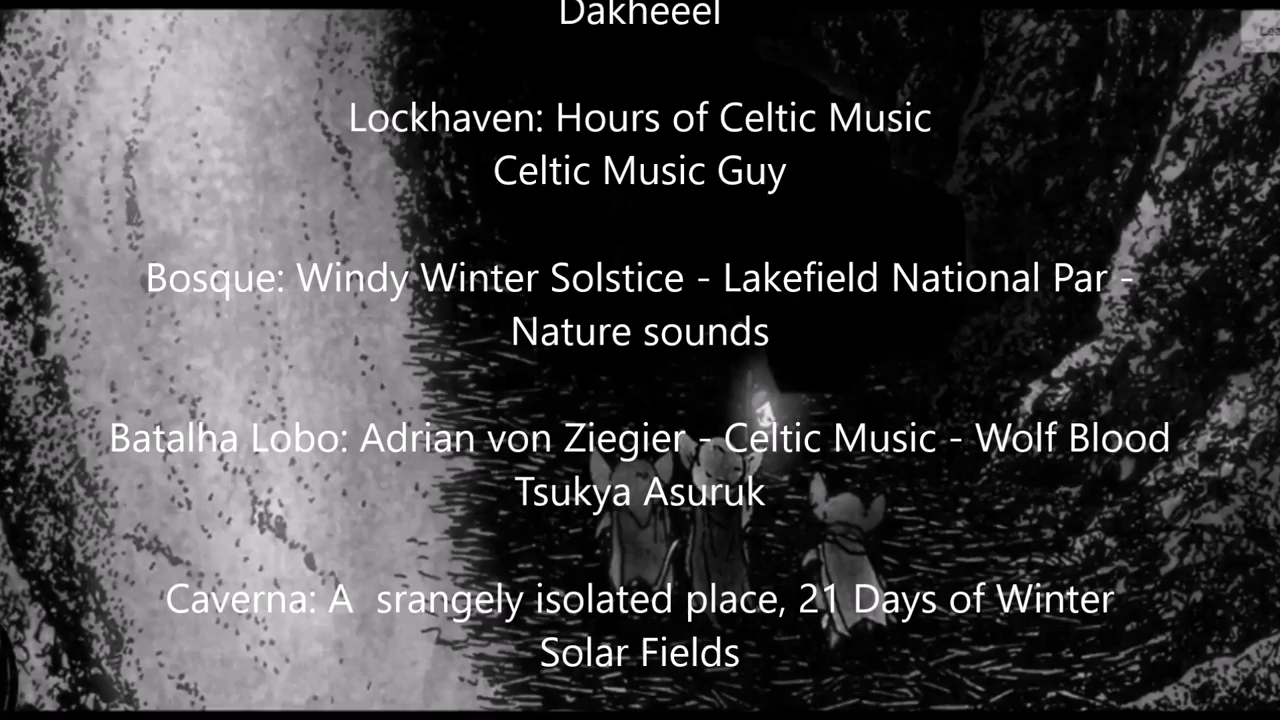 Dakheeel
Lockhaven: Hours of Celtic Music
Celtic Music Guy
Bosque: Windy Winter Solstice - Lakefield National Par -
Nature sounds
Batalha Lobo: Adrian von Ziegier - Celtic Music - Wolf Blood
Tsukya Asuruk
Caverna: A  srangely isolated place, 21 Days of Winter
Solar Fields